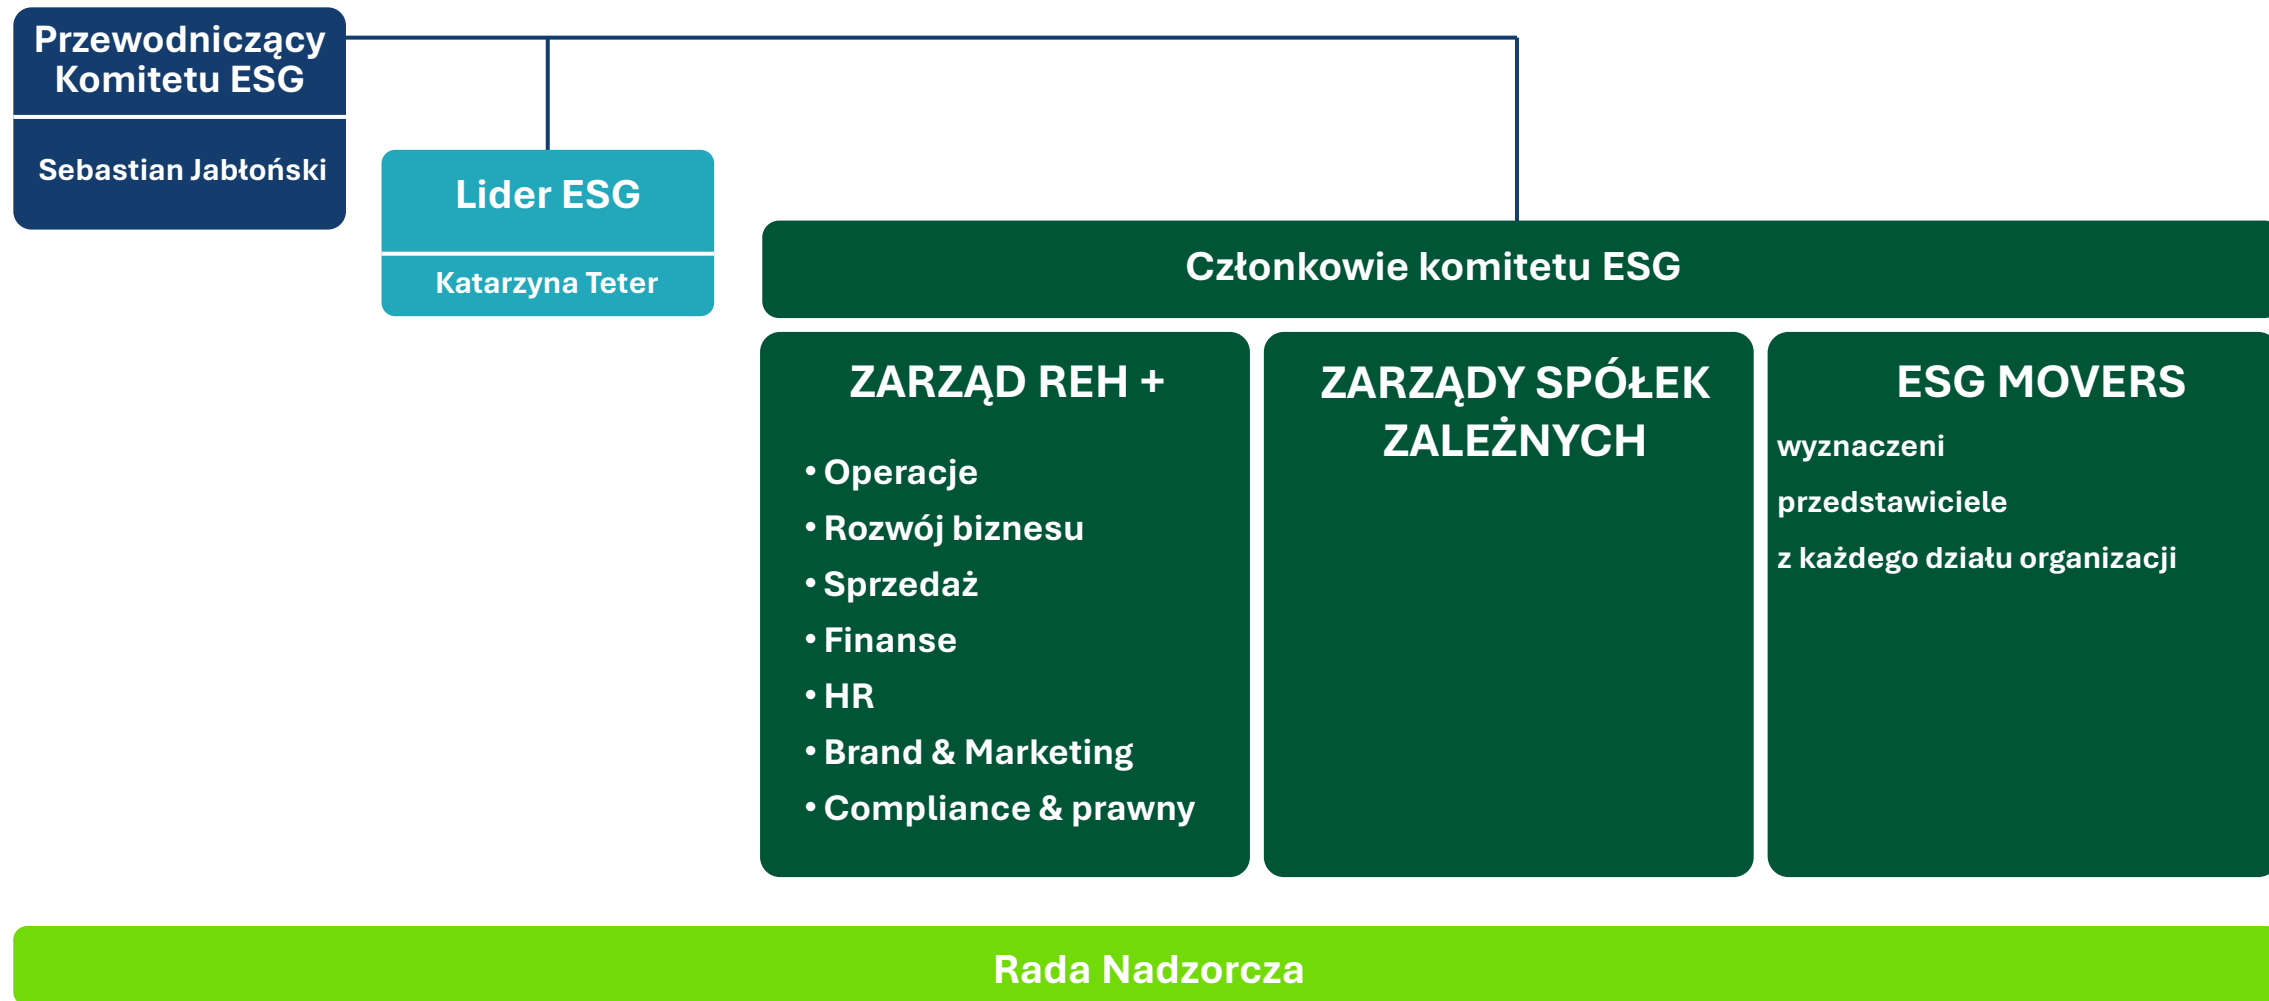 Przewodniczący
Komitetu ESG
Sebastian Jabłoński
Lider ESG
Katarzyna Teter
Członkowie komitetu ESG
ZARZĄD REH +
• Operacje
• Rozwój biznesu
• Sprzedaż
• Finanse
• HR
• Brand & Marketing
• Compliance & prawny
ZARZĄDY SPÓŁEK
ZALEŻNYCH
ESG MOVERS
wyznaczeni
przedstawiciele
z każdego działu organizacji
Rada Nadzorcza